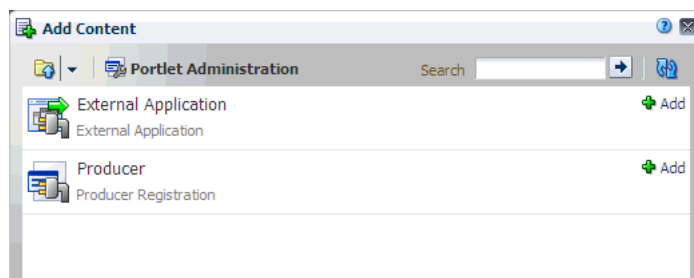 Add Content
Portlet Administration Search
External Application Add
External Application
Producer Add
Producer Registration